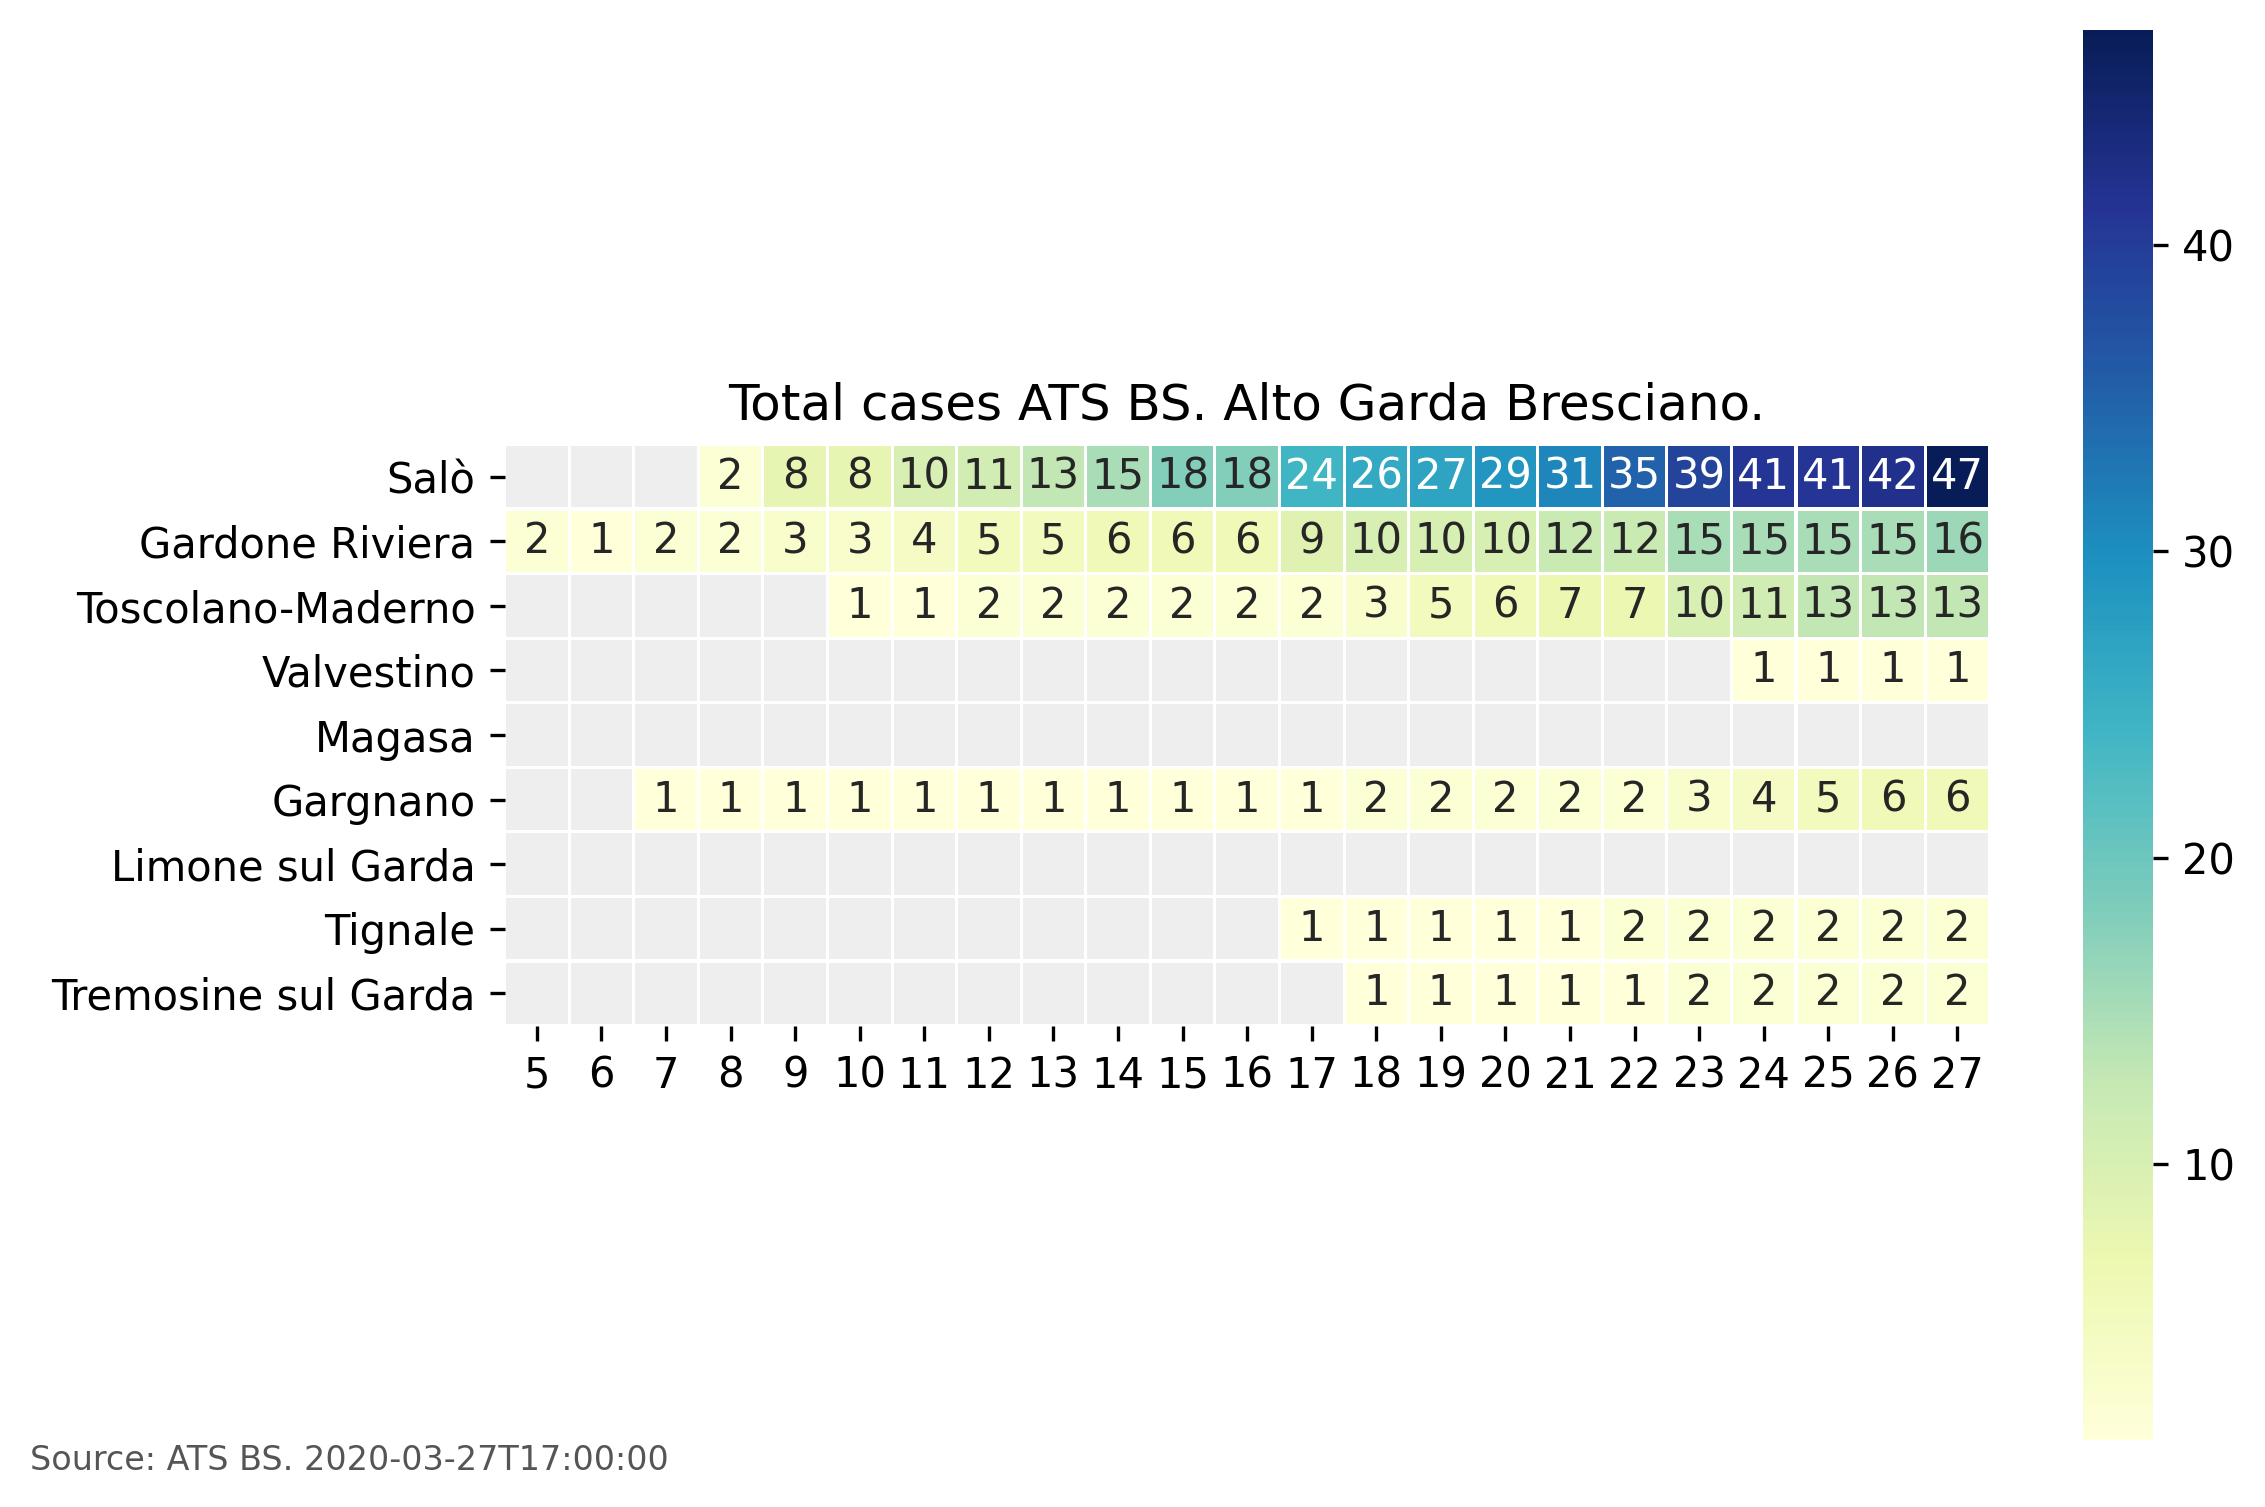 Total cases ATS BS. Alto Garda Bresciano.
Salò 2 8 8 10 11 13 15 18 18 24 26 27 29 31 35 39 41 41 42 47
Gardone Riviera 2 1 2 2 3 3 4 5 5 6 6 6 9 10 10 10 12 12 15 15 15 15 16
Toscolano-Maderno 1 1 2 2 2 2 2 2 3 5 6 7 7 10 11 13 13 13
Valvestino 1 1 1 1
Magasa
Gargnano 1 1 1 1 1 1 1 1 1 1 1 2 2 2 2 2 3 4 5 6 6
Limone sul Garda
Tignale 1 1 1 1 1 2 2 2 2 2 2
Tremosine sul Garda 1 1 1 1 1 2 2 2 2 2
5 6 7 8 9 10 11 12 13 14 15 16 17 18 19 20 21 22 23 24 25 26 27
40
30
20
10
Source: ATS BS. 2020-03-27T17:00:00